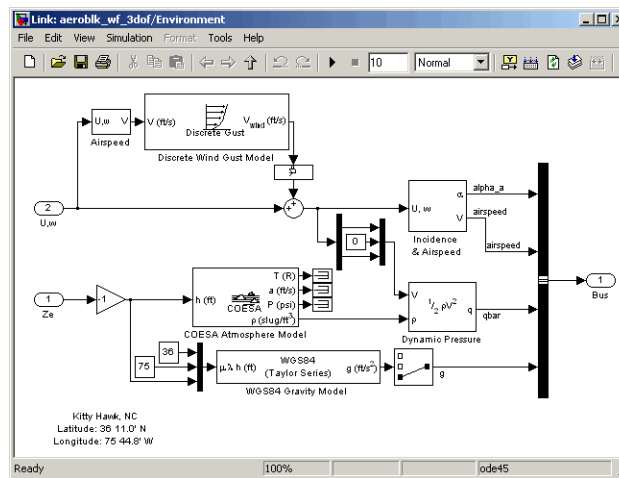 Link: aeroblk_wf_3dof/Environment
File Edit View Simulation Format Tools Help
10 Normal
U,w V
Airspeed
V (ft/s) Vwind (ft/s)
Discrete Gust
Discrete Wind Gust Model
2
U,w
++
0
U, w α V
Incidence
& Airspeed
alpha_a
airspeed
airspeed
1
Ze
-1
h (ft) COESA
T (R)
a (ft/s)
P (psi)
ρ (slug/ft³)
COESA Atmosphere Model
V ρ 1/2 ρV² q
Dynamic Pressure
qbar
1
Bus
36
75
μ λ h (ft) WGS84 g (ft/s²)
(Taylor Series)
WGS84 Gravity Model
g
Kitty Hawk, NC
Latitude: 36 11.0' N
Longitude: 75 44.8' W
Ready 100% ode45